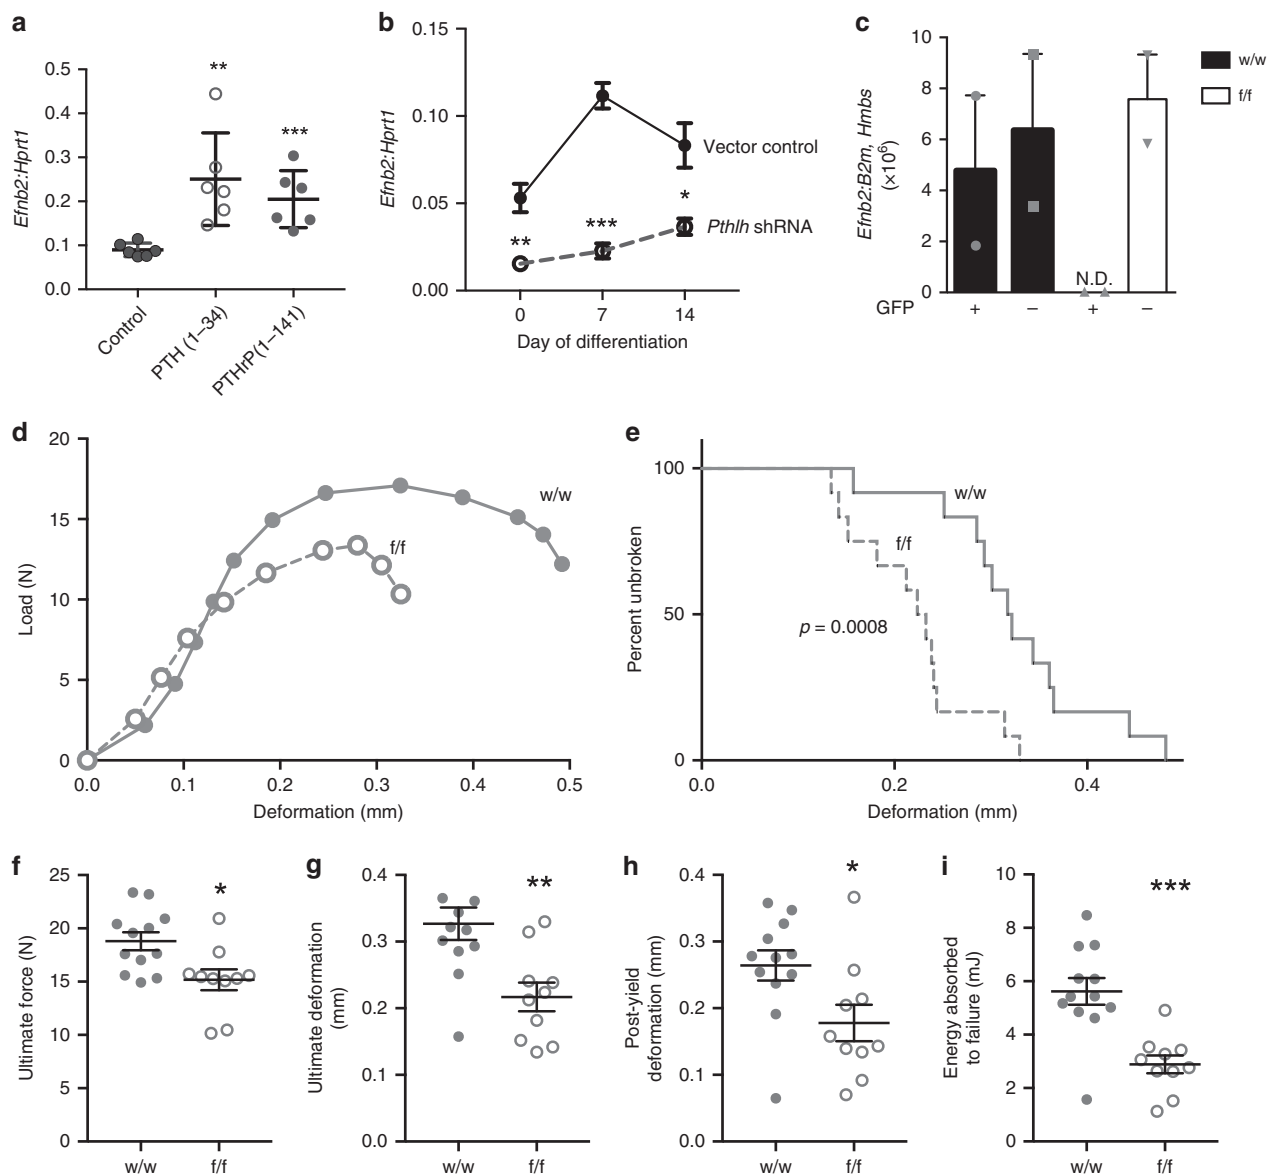 a
Efnb2:Hprt1
0.5
0.4
0.3
0.2
0.1
0.0
**
***
Control
PTH (1–34)
PTHrP(1–141)
b
Efnb2:Hprt1
0.15
0.10
0.05
0.00
Vector control
Pthlh shRNA
**
***
*
0 7 14
Day of differentiation
c
Efnb2:B2m, Hmbs
(×10⁶)
10
8
6
4
2
0
N.D.
GFP + – + –
w/w
f/f
d
Load (N)
20
15
10
5
0
w/w
f/f
0.0 0.1 0.2 0.3 0.4 0.5
Deformation (mm)
e
Percent unbroken
100
50
0
w/w
f/f
p = 0.0008
0.0 0.2 0.4
Deformation (mm)
f
Ultimate force (N)
25
20
15
10
5
0
*
w/w f/f
g
Ultimate deformation
(mm)
0.4
0.3
0.2
0.1
0.0
**
w/w f/f
h
Post-yield
deformation (mm)
0.4
0.3
0.2
0.1
0.0
*
w/w f/f
i
Energy absorbed
to failure (mJ)
10
8
6
4
2
0
***
w/w f/f